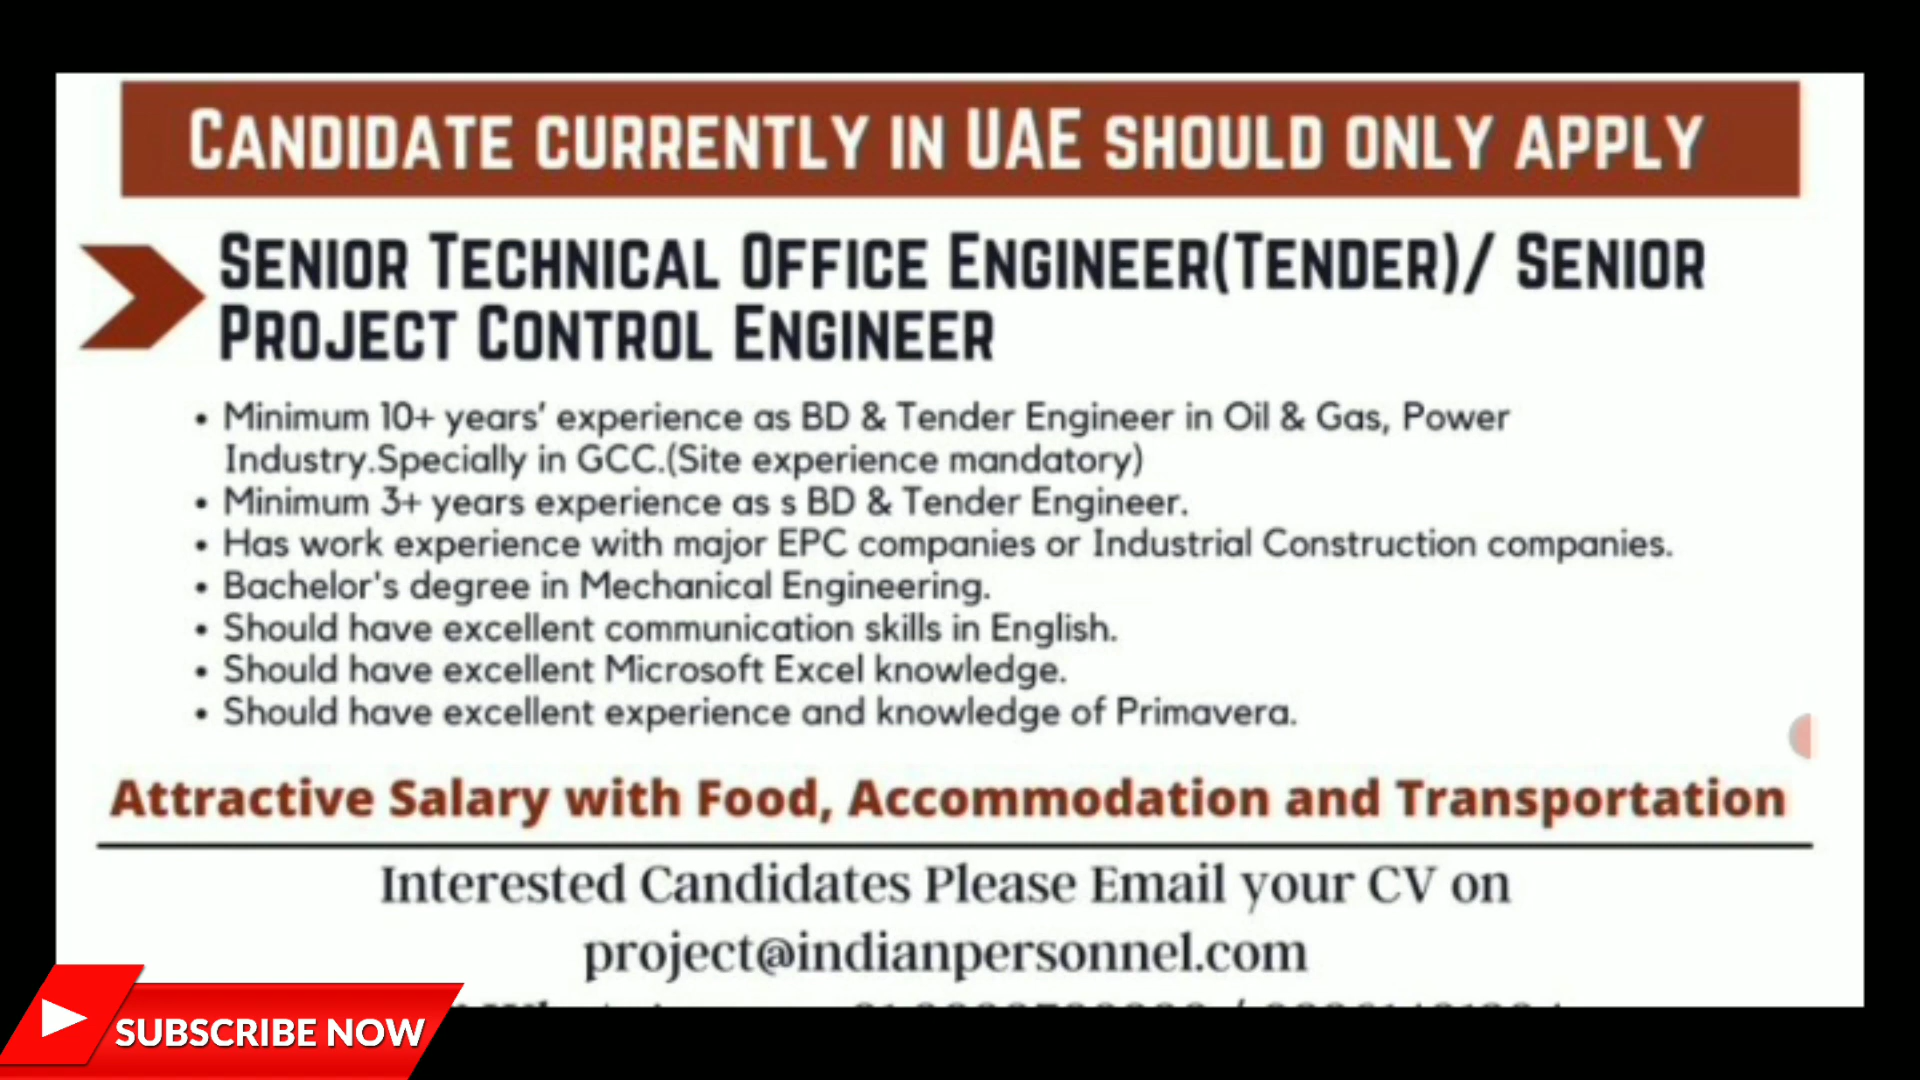 CANDIDATE CURRENTLY IN UAE SHOULD ONLY APPLY
SENIOR TECHNICAL OFFICE ENGINEER(TENDER)/ SENIOR
PROJECT CONTROL ENGINEER
• Minimum 10+ years' experience as BD & Tender Engineer in Oil & Gas, Power
Industry.Specially in GCC.(Site experience mandatory)
• Minimum 3+ years experience as s BD & Tender Engineer.
• Has work experience with major EPC companies or Industrial Construction companies.
• Bachelor's degree in Mechanical Engineering.
• Should have excellent communication skills in English.
• Should have excellent Microsoft Excel knowledge.
• Should have excellent experience and knowledge of Primavera.
Attractive Salary with Food, Accommodation and Transportation
Interested Candidates Please Email your CV on
project@indianpersonnel.com
SUBSCRIBE NOW